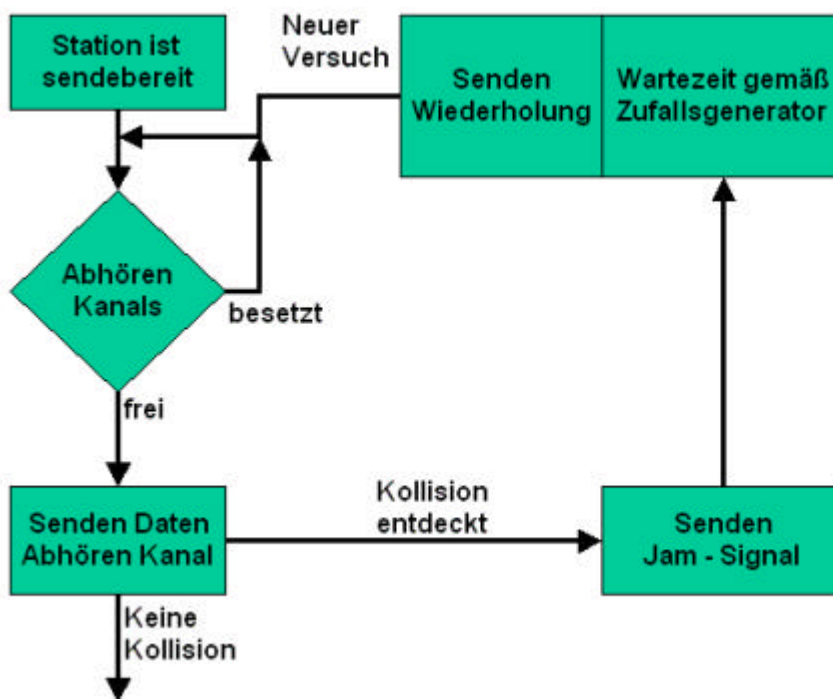 Station ist
sendebereit
Neuer
Versuch
Senden
Wiederholung
Wartezeit gemäß
Zufallsgenerator
Abhören
Kanals
besetzt
frei
Senden Daten
Abhören Kanal
Kollision
entdeckt
Senden
Jam - Signal
Keine
Kollision